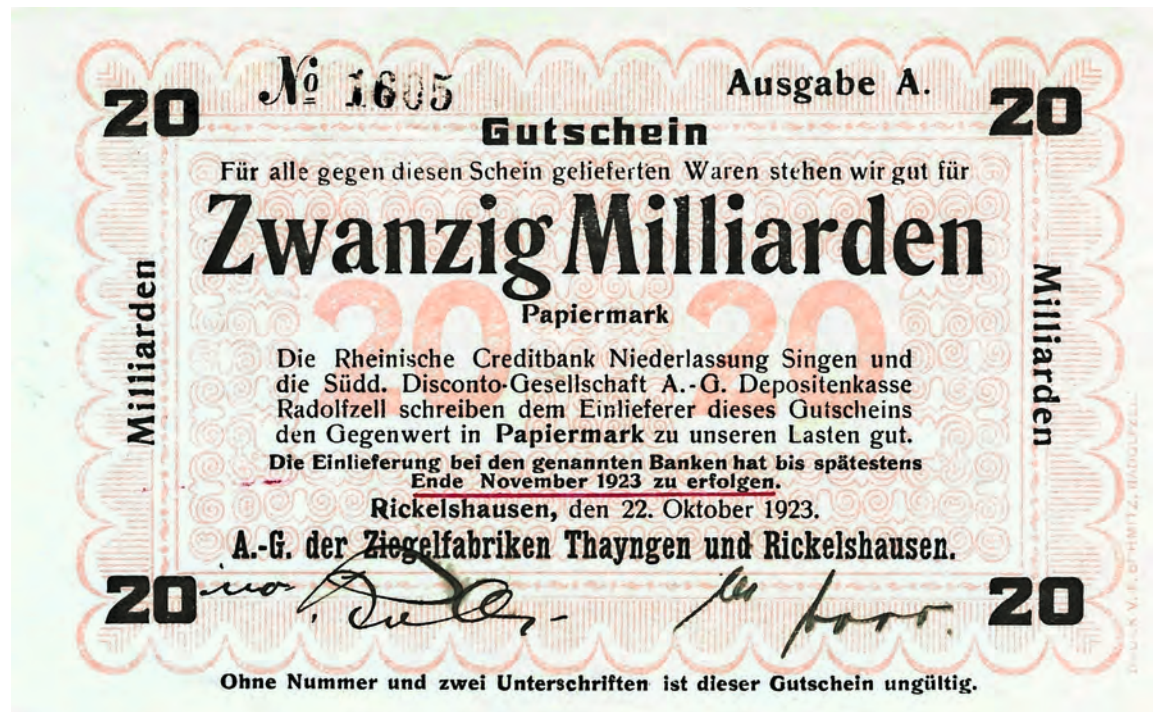 20
№ 1605
Ausgabe A.
20
Gutschein
Für alle gegen diesen Schein gelieferten Waren stehen wir gut für
Zwanzig Milliarden
20 20
Papiermark
Milliarden
Milliarden
Die Rheinische Creditbank Niederlassung Singen und
die Südd. Disconto-Gesellschaft A.-G. Depositenkasse
Radolfzell schreiben dem Einlieferer dieses Gutscheins
den Gegenwert in Papiermark zu unseren Lasten gut.
Die Einlieferung bei den genannten Banken hat bis spätestens
Ende November 1923 zu erfolgen.
Rickelshausen, den 22. Oktober 1923.
A.-G. der Ziegelfabriken Thayngen und Rickelshausen.
20
20
Ohne Nummer und zwei Unterschriften ist dieser Gutschein ungültig.